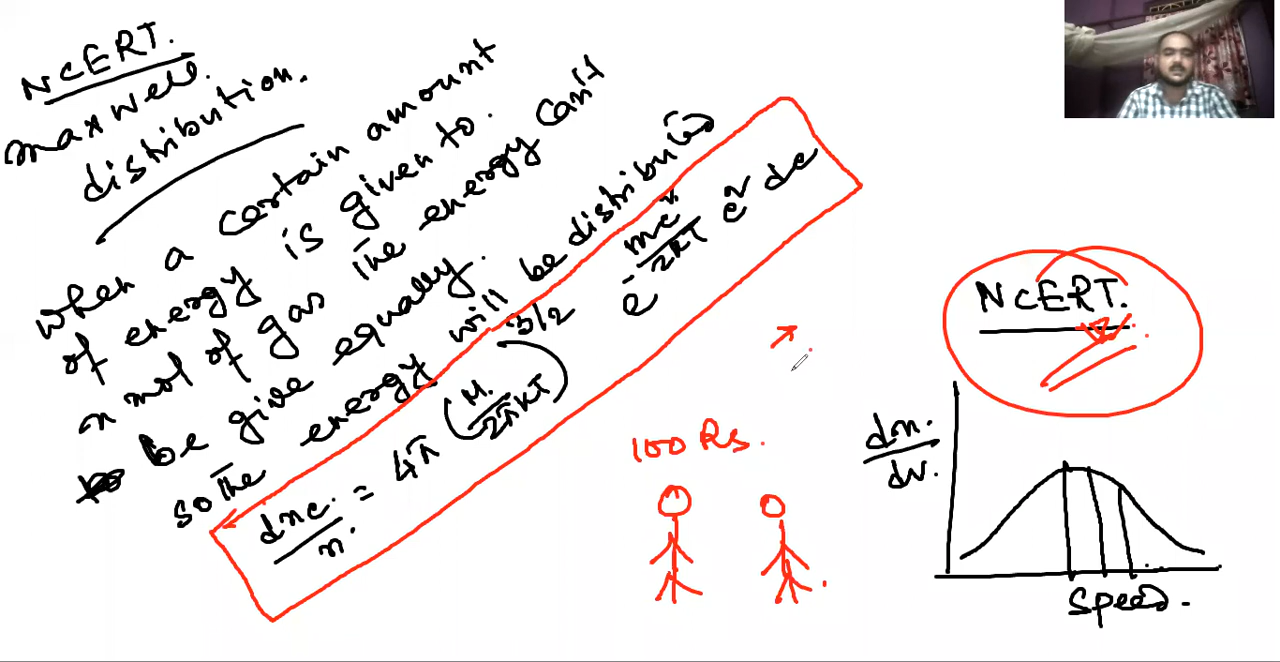 NCERT.
maxwell
distribution.
When a certain amount
of energy is given to.
n mol of gas the energy can't
be give equally.
so the energy will be distributed
dnc/n. = 4π (M./2πKT)^3/2 e^-mc²/2KT c² dc
NCERT.
100 Rs.
dn./dv.
Speed.